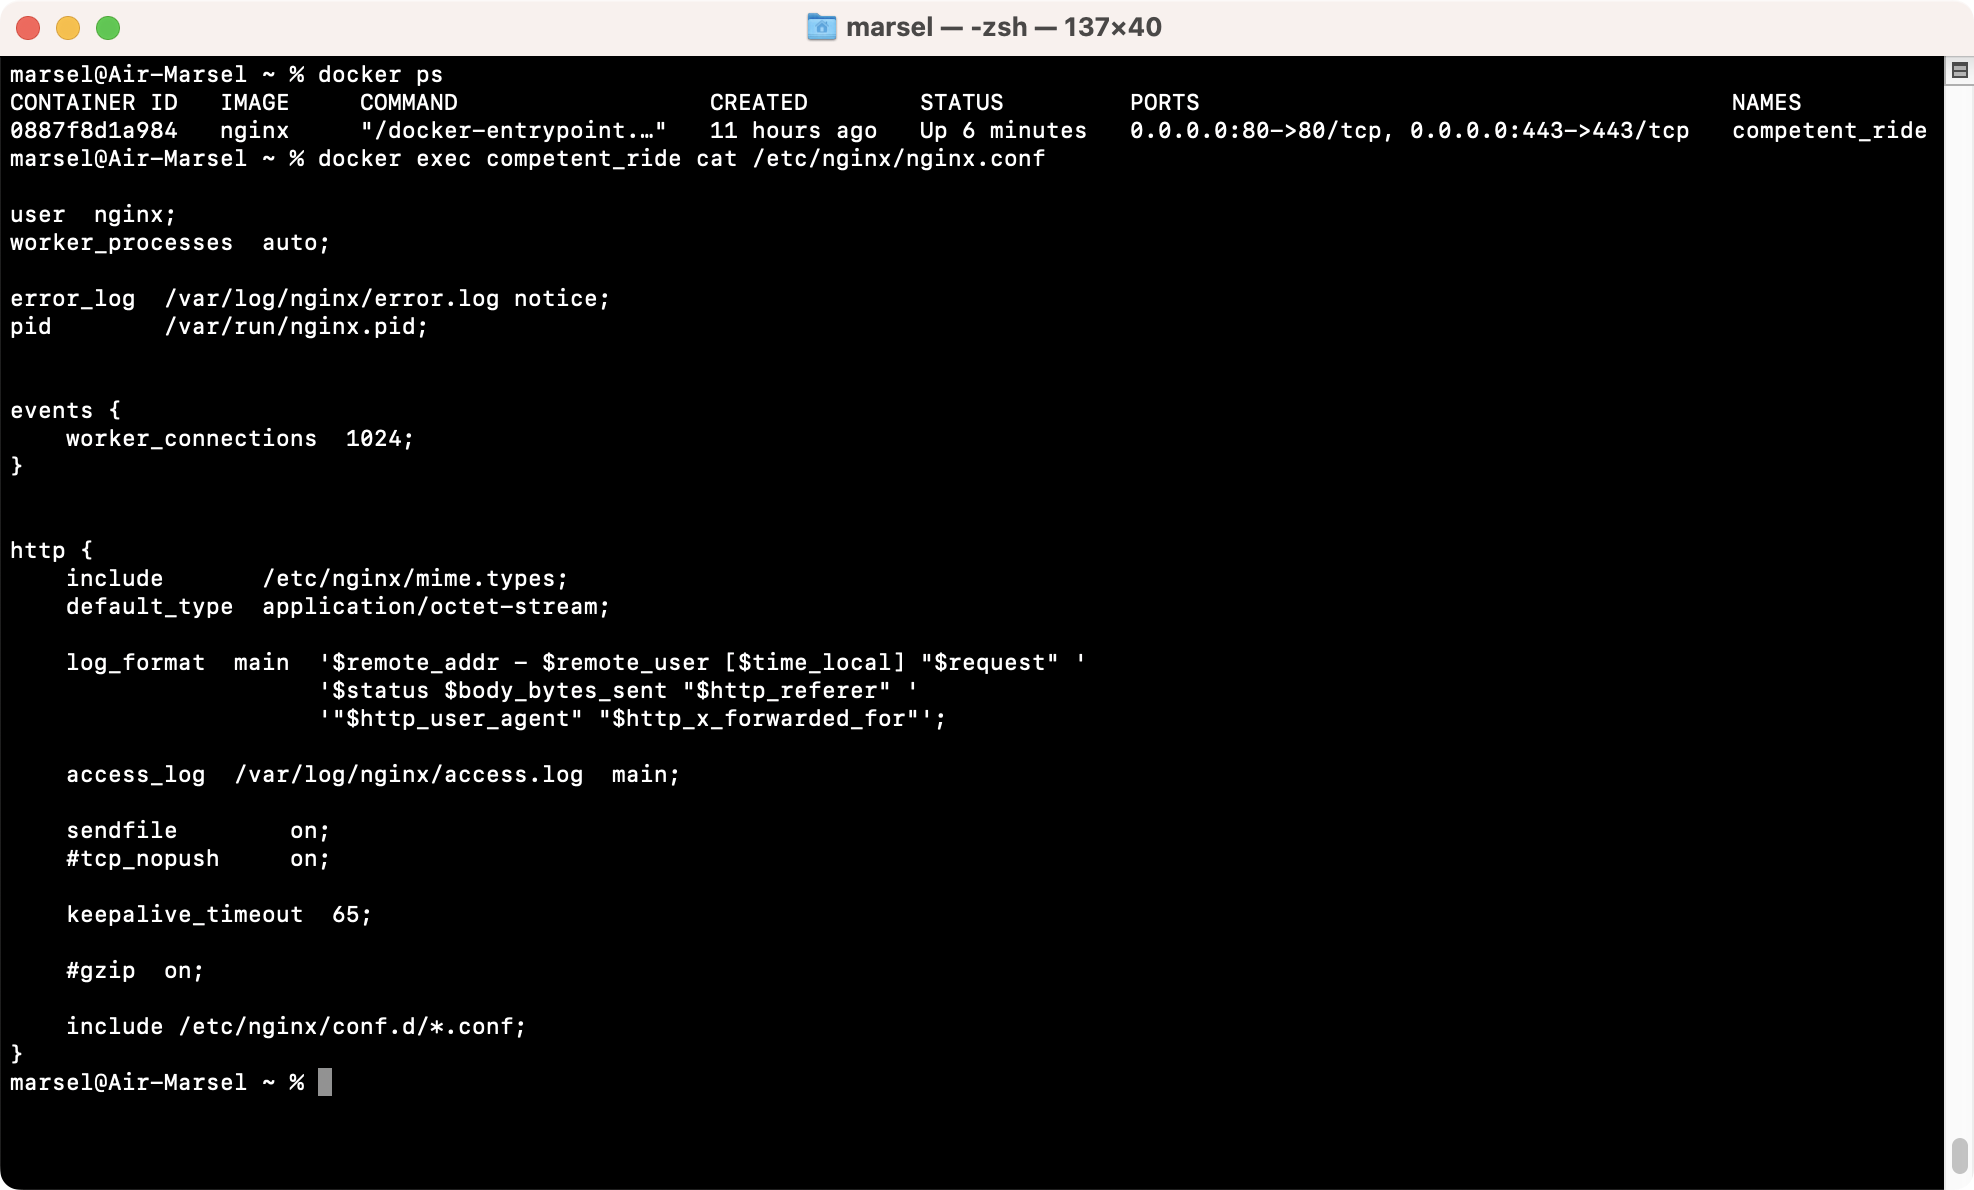 marsel — -zsh — 137×40
marsel@Air-Marsel ~ % docker ps
CONTAINER ID   IMAGE     COMMAND                  CREATED        STATUS         PORTS                                      NAMES
0887f8d1a984   nginx     "/docker-entrypoint.…"   11 hours ago   Up 6 minutes   0.0.0.0:80->80/tcp, 0.0.0.0:443->443/tcp   competent_ride
marsel@Air-Marsel ~ % docker exec competent_ride cat /etc/nginx/nginx.conf

user  nginx;
worker_processes  auto;

error_log  /var/log/nginx/error.log notice;
pid        /var/run/nginx.pid;


events {
    worker_connections  1024;
}


http {
    include       /etc/nginx/mime.types;
    default_type  application/octet-stream;

    log_format  main  '$remote_addr - $remote_user [$time_local] "$request" '
                      '$status $body_bytes_sent "$http_referer" '
                      '"$http_user_agent" "$http_x_forwarded_for"';

    access_log  /var/log/nginx/access.log  main;

    sendfile        on;
    #tcp_nopush     on;

    keepalive_timeout  65;

    #gzip  on;

    include /etc/nginx/conf.d/*.conf;
}
marsel@Air-Marsel ~ %